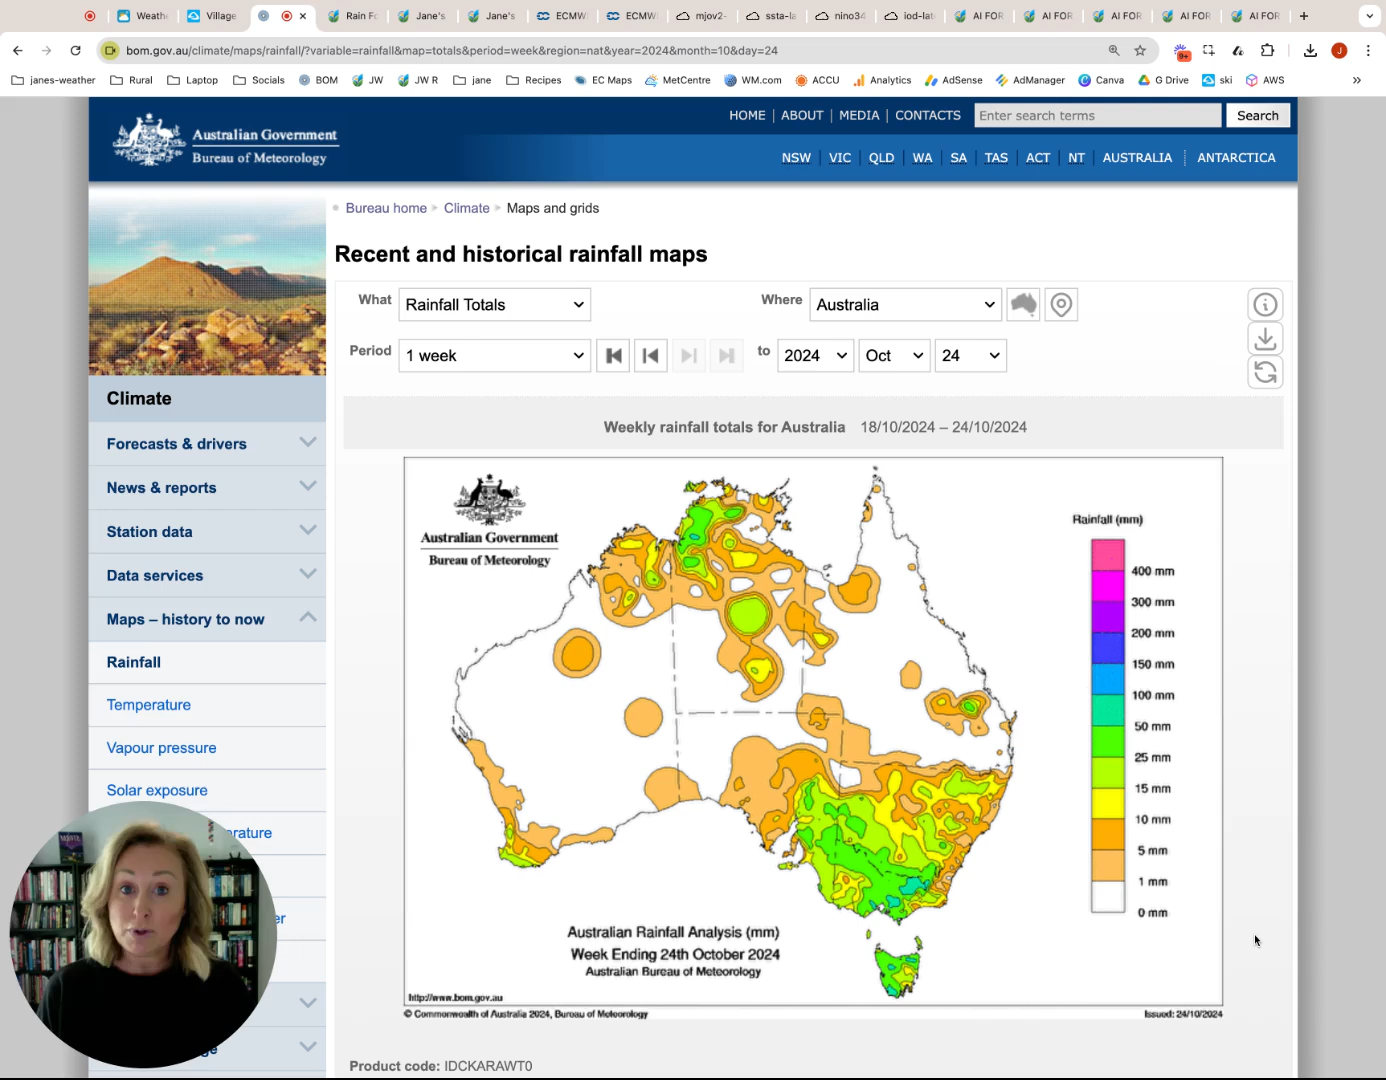 Weath
Village
Rain Fo
Jane's
Jane's
ECMW
ECMW
mjov2-
ssta-la
nino34
iod-lat
AI FOR
AI FOR
AI FOR
AI FOR
AI FOR
bom.gov.au/climate/maps/rainfall/?variable=rainfall&map=totals&period=week&region=nat&year=2024&month=10&day=24
9+
J
janes-weather
Rural
Laptop
Socials
BOM
JW
JW R
jane
Recipes
EC Maps
MetCentre
WM.com
ACCU
Analytics
AdSense
AdManager
Canva
G Drive
ski
AWS
Australian Government
Bureau of Meteorology
HOME | ABOUT | MEDIA | CONTACTS
Enter search terms
Search
NSW | VIC | QLD | WA | SA | TAS | ACT | NT | AUSTRALIA | ANTARCTICA
Bureau home
Climate
Maps and grids
Recent and historical rainfall maps
What
Rainfall Totals
Where
Australia
Period
1 week
to
2024
Oct
24
Climate
Forecasts & drivers
News & reports
Station data
Data services
Maps – history to now
Rainfall
Temperature
Vapour pressure
Solar exposure
erature
er
ge
Weekly rainfall totals for Australia 18/10/2024 – 24/10/2024
Australian Government
Bureau of Meteorology
Rainfall (mm)
400 mm
300 mm
200 mm
150 mm
100 mm
50 mm
25 mm
15 mm
10 mm
5 mm
1 mm
0 mm
Australian Rainfall Analysis (mm)
Week Ending 24th October 2024
Australian Bureau of Meteorology
http://www.bom.gov.au
© Commonwealth of Australia 2024, Bureau of Meteorology
Issued: 24/10/2024
Product code: IDCKARAWT0